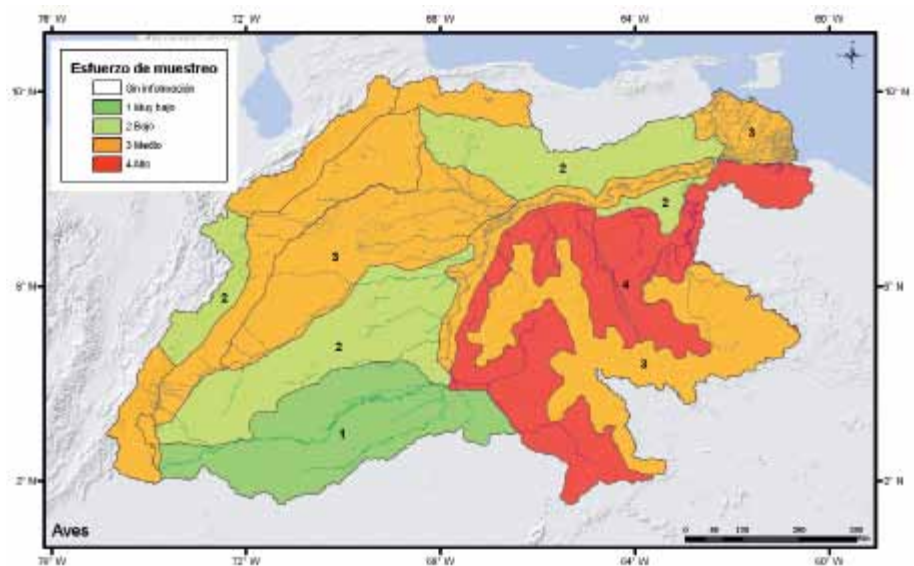 76° W 72° W 68° W 64° W 60° W
Esfuerzo de muestreo
Sin información
1 Muy bajo
2 Bajo
3 Medio
4 Alto
10° N
10° N
3
2
2
3
4
2
6° N
6° N
2
3
1
2° N
2° N
Aves
76° W 72° W 68° W 64° W 60° W